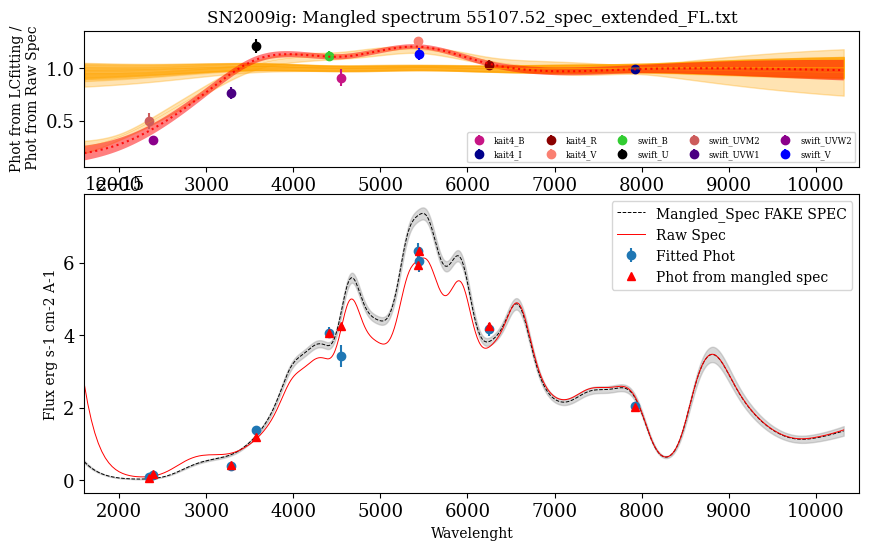 SN2009ig: Mangled spectrum 55107.52_spec_extended_FL.txt
Phot from LCfitting /
Phot from Raw Spec
1.0
0.5
kait4_B kait4_R swift_B swift_UVM2 swift_UVW2
kait4_I kait4_V swift_U swift_UVW1 swift_V
2000 3000 4000 5000 6000 7000 8000 9000 10000
1e−15
Flux erg s-1 cm-2 A-1
6
4
2
0
Mangled_Spec FAKE SPEC
Raw Spec
Fitted Phot
Phot from mangled spec
2000 3000 4000 5000 6000 7000 8000 9000 10000
Wavelenght